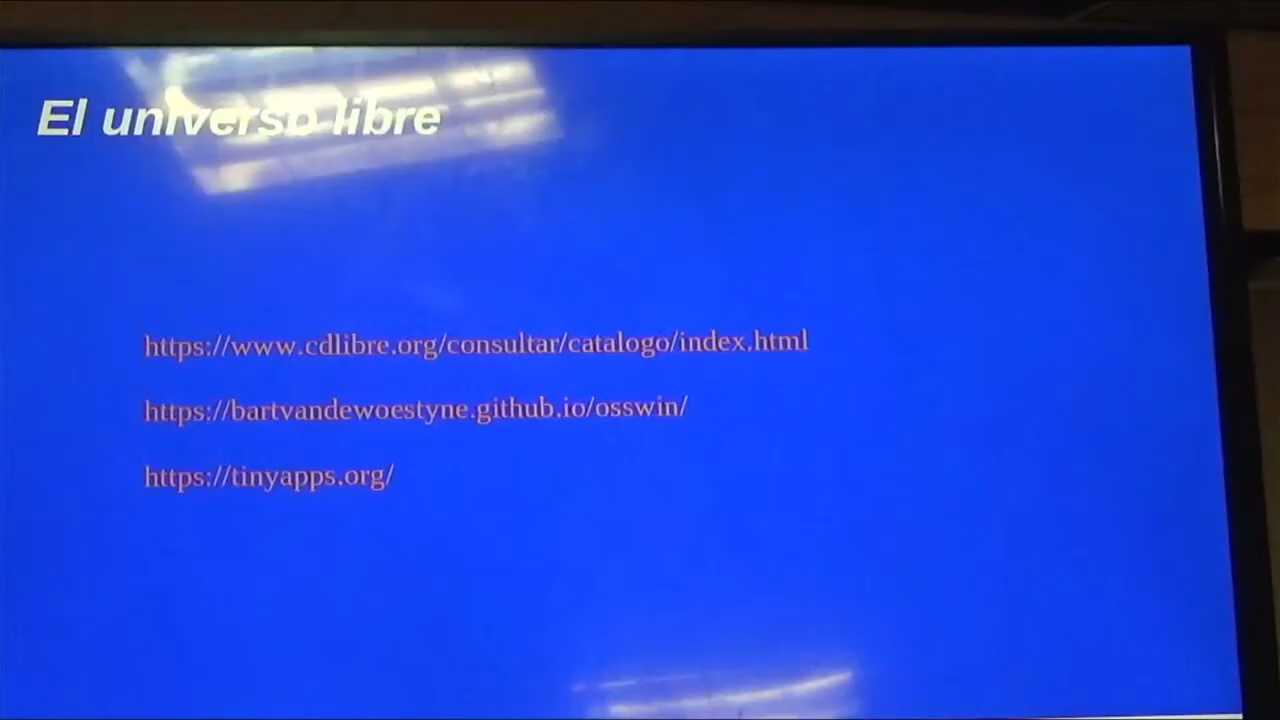 El universo libre
https://www.cdlibre.org/consultar/catalogo/index.html
https://bartvandewoestyne.github.io/osswin/
https://tinyapps.org/